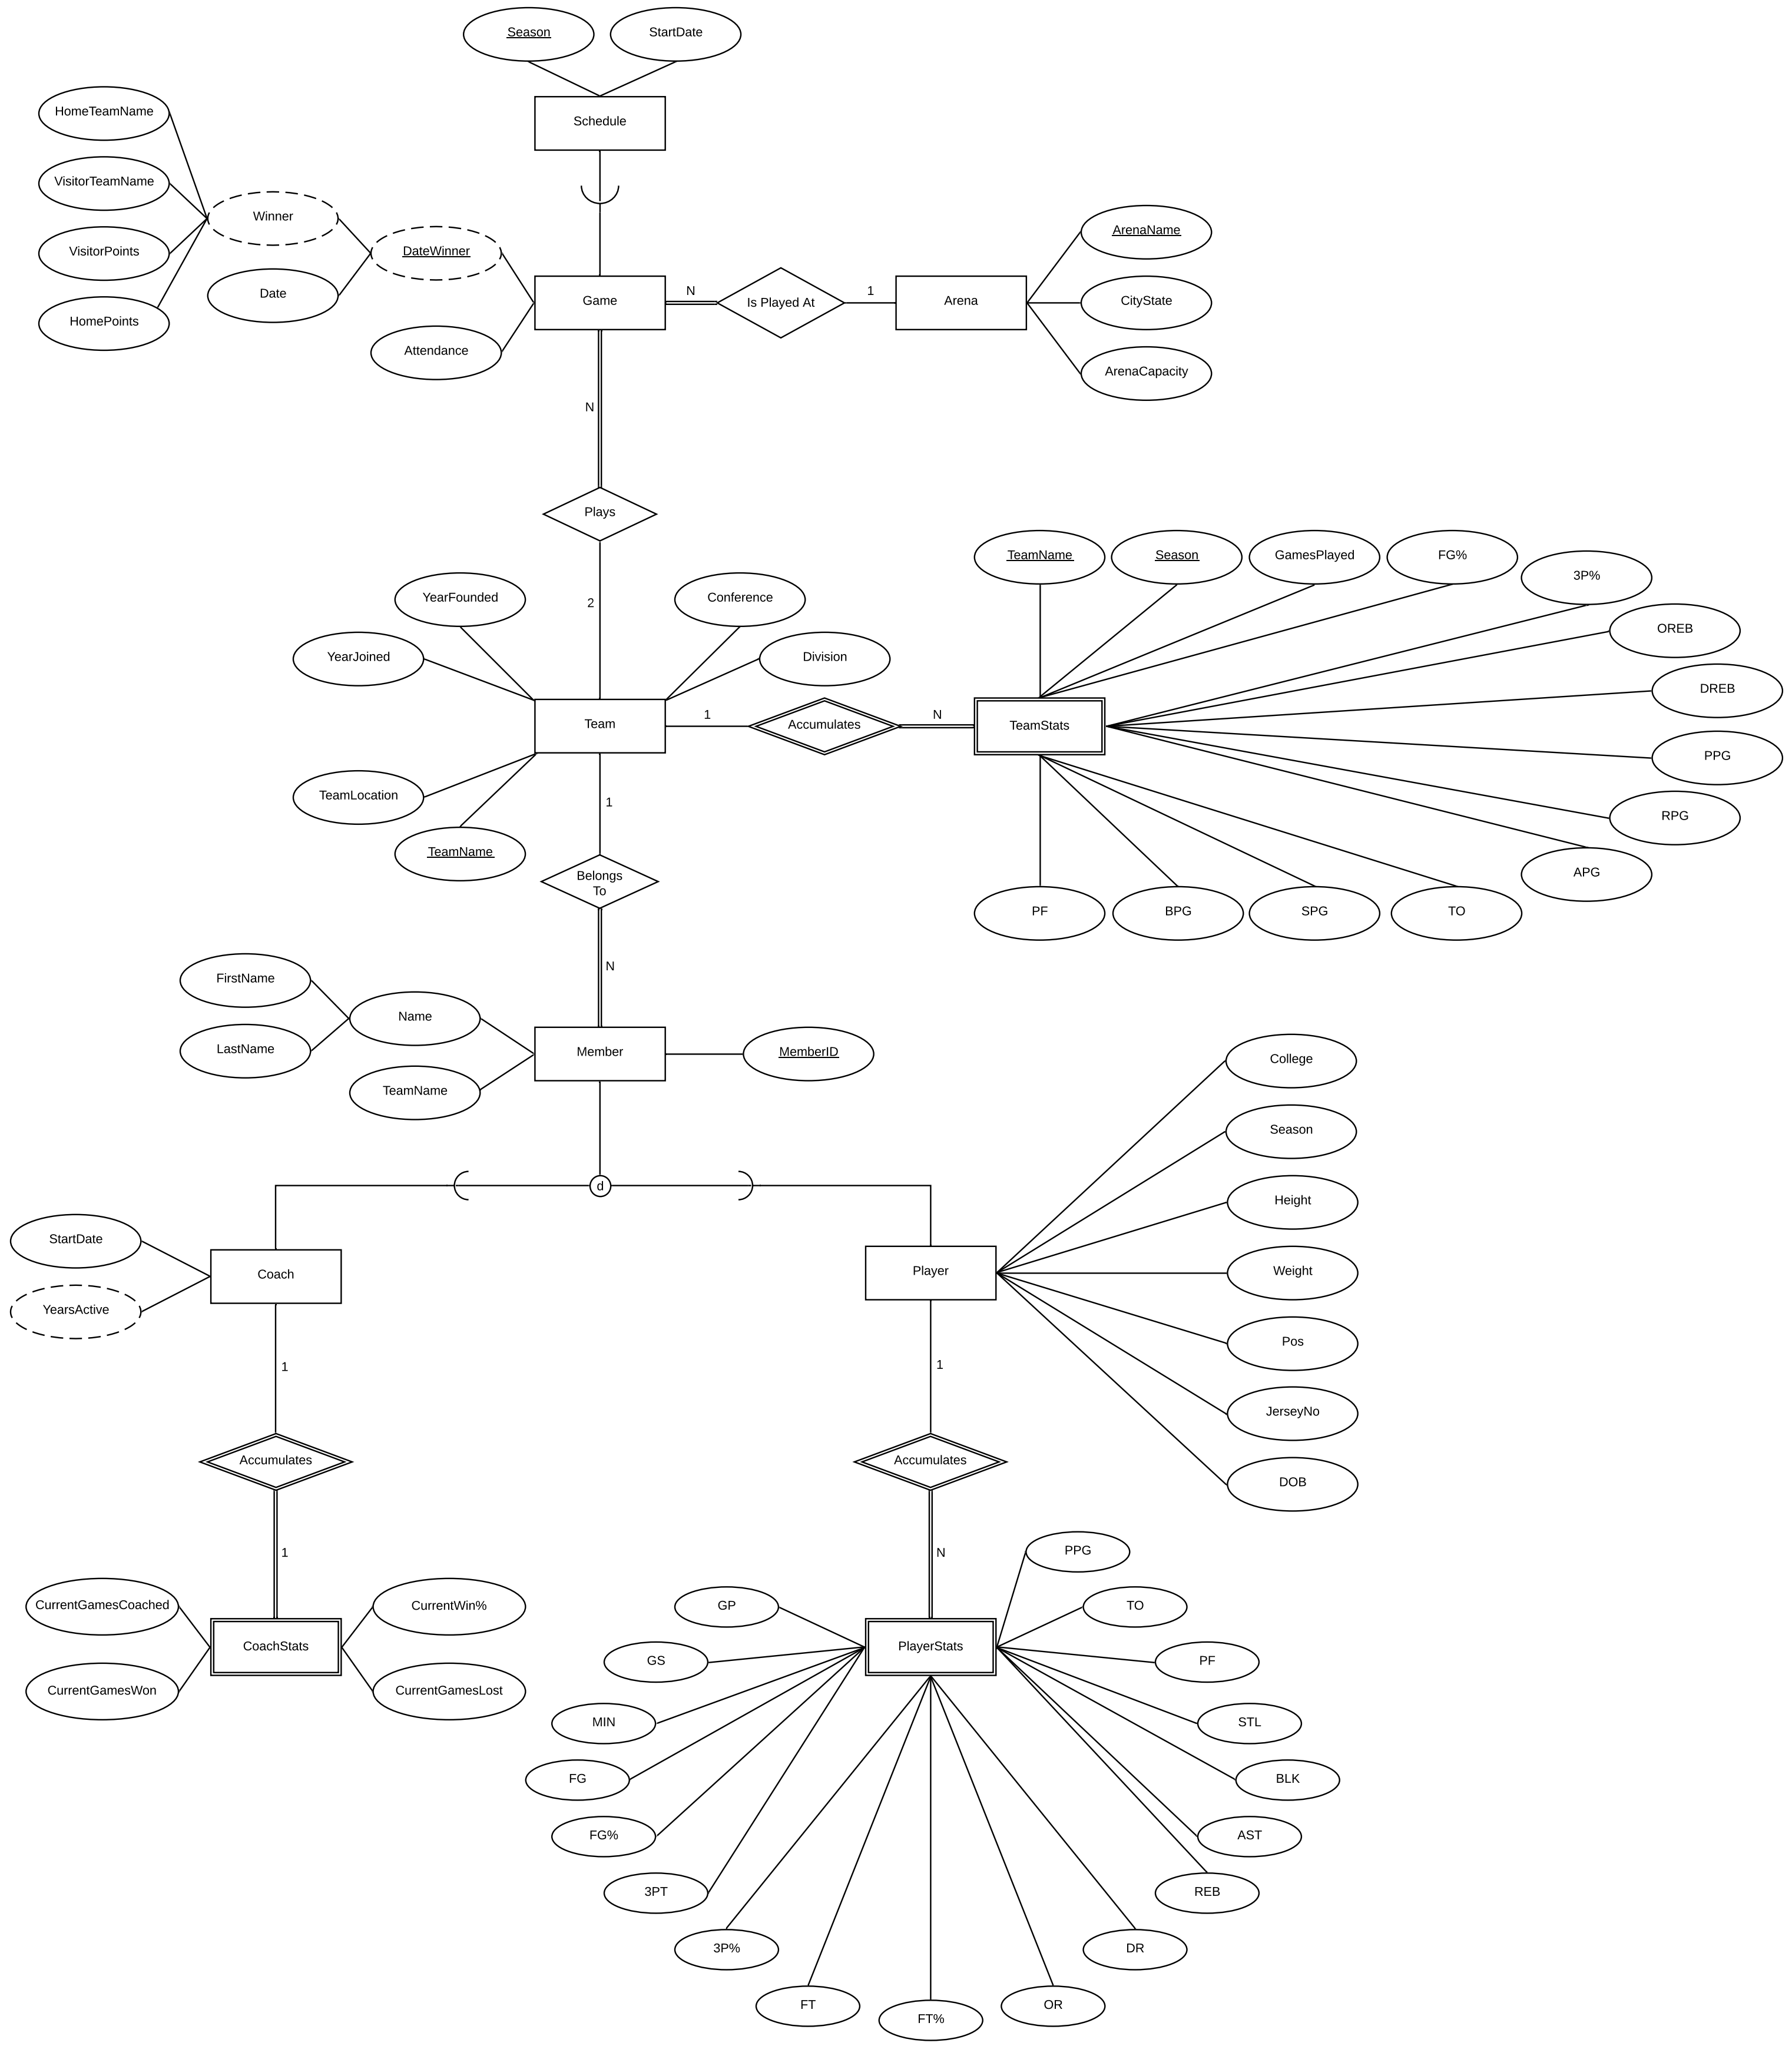 Season
StartDate
HomeTeamName
Schedule
VisitorTeamName
Winner
ArenaName
DateWinner
VisitorPoints
Date
Game
N
Is Played At
1
Arena
CityState
HomePoints
Attendance
ArenaCapacity
N
Plays
TeamName
Season
GamesPlayed
FG%
3P%
YearFounded
2
Conference
OREB
YearJoined
Division
DREB
Team
1
Accumulates
N
TeamStats
PPG
TeamLocation
1
RPG
TeamName
APG
Belongs
To
PF
BPG
SPG
TO
FirstName
N
Name
LastName
Member
MemberID
College
TeamName
Season
d
Height
StartDate
Coach
Player
Weight
YearsActive
Pos
1
1
JerseyNo
Accumulates
Accumulates
DOB
1
N
PPG
CurrentGamesCoached
CurrentWin%
GP
TO
CoachStats
PlayerStats
GS
PF
CurrentGamesWon
CurrentGamesLost
MIN
STL
FG
BLK
FG%
AST
3PT
REB
3P%
DR
FT
FT%
OR